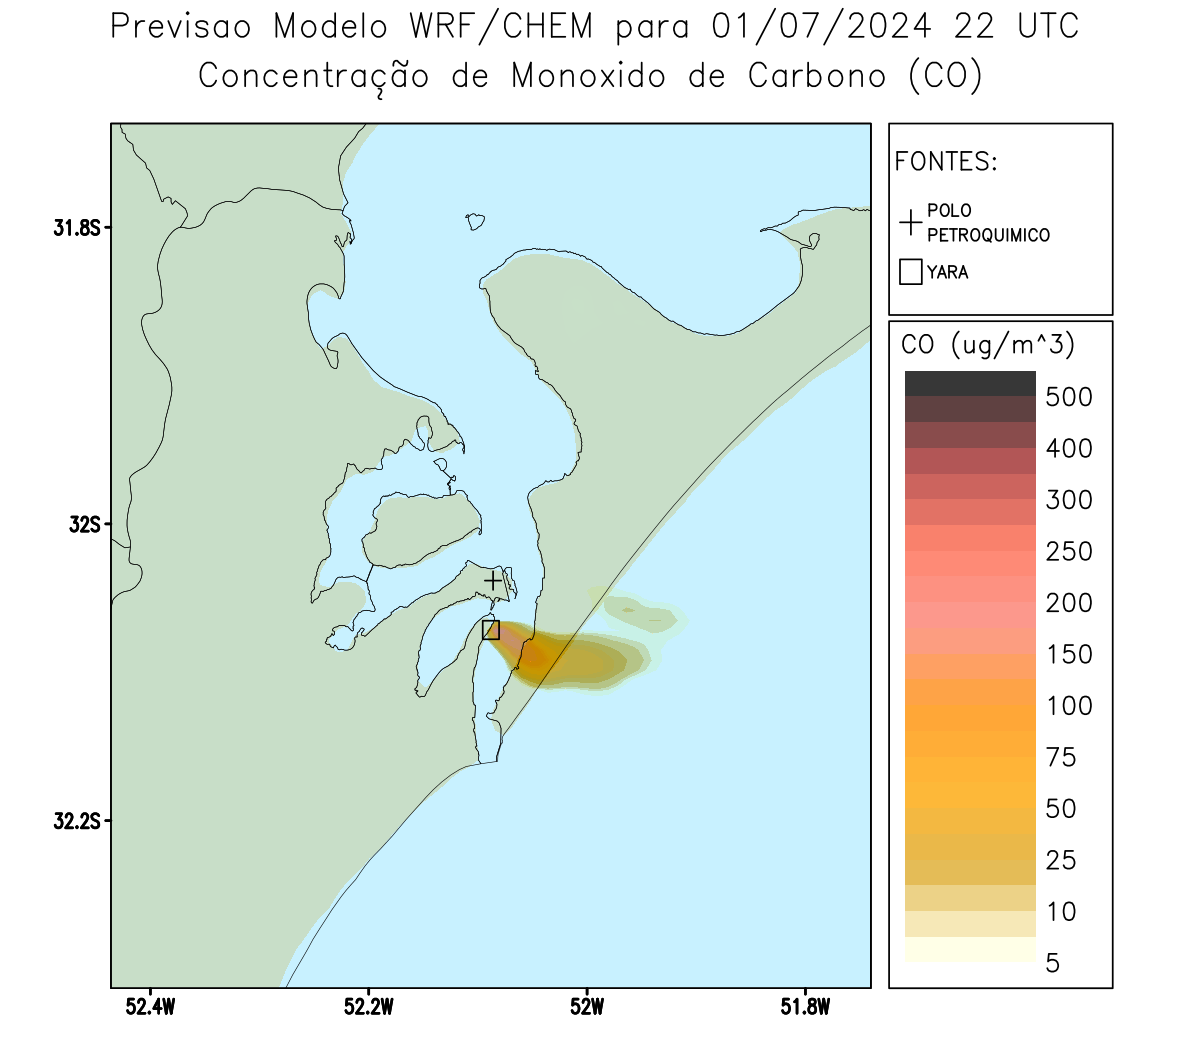 Previsao Modelo WRF/CHEM para 01/07/2024 22 UTC
Concentração de Monoxido de Carbono (CO)
FONTES:
POLO
PETROQUIMICO
YARA
CO (ug/m^3)
500
400
300
250
200
150
100
75
50
25
10
5
31.8S
32S
32.2S
52.4W
52.2W
52W
51.8W